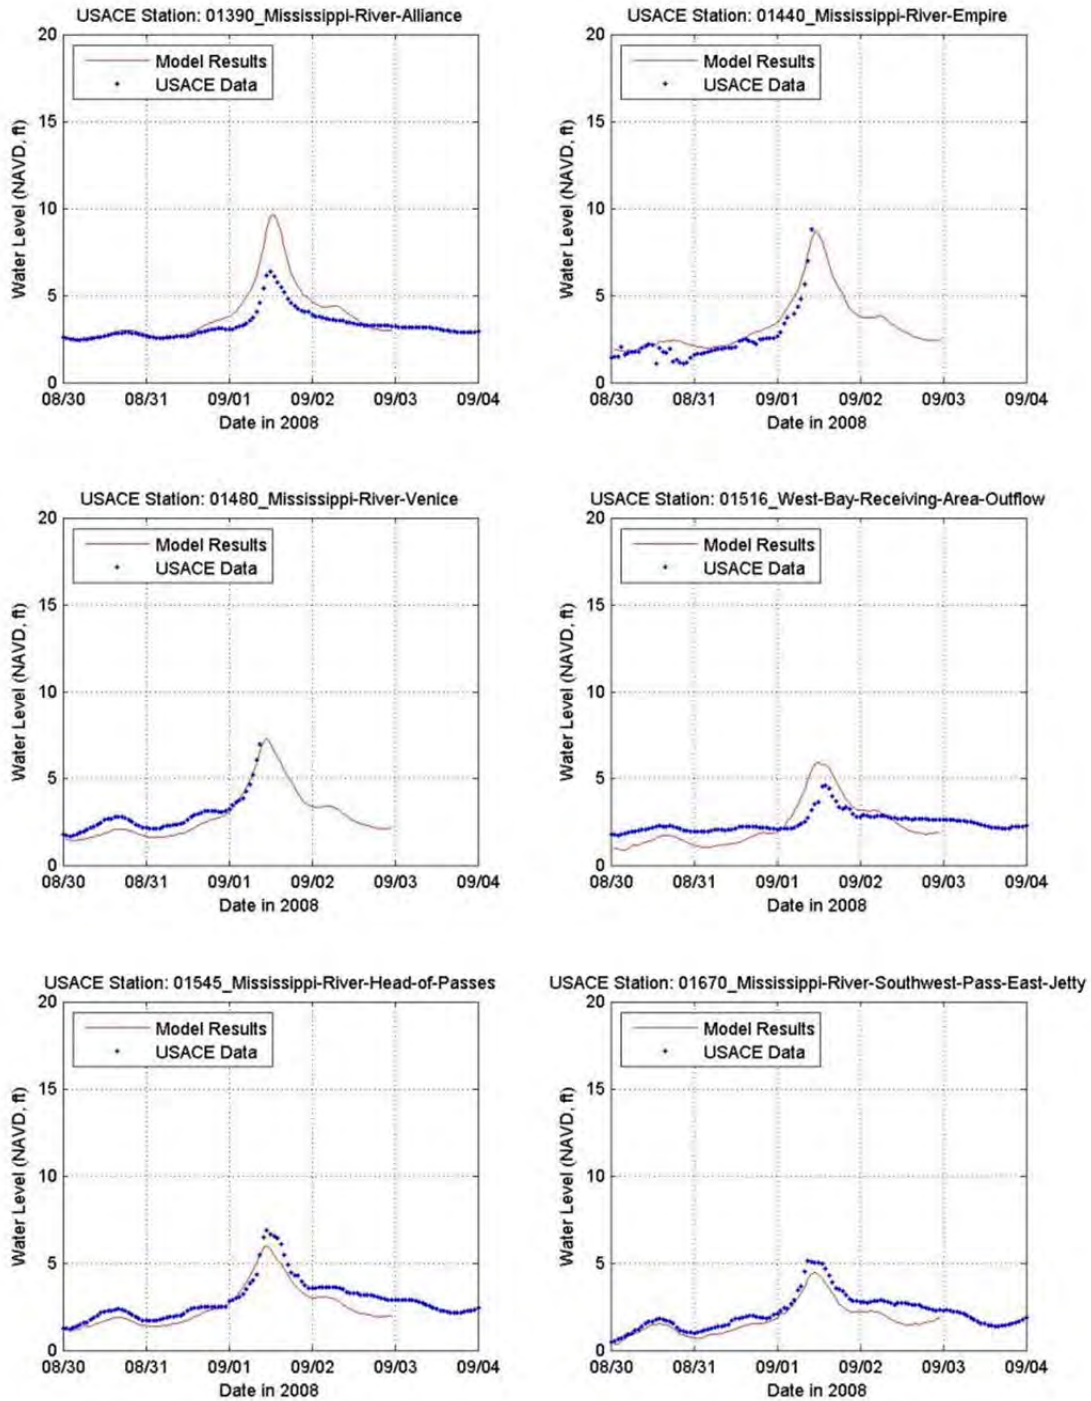 USACE Station: 01390_Mississippi-River-Alliance
20
15
10
5
0
Water Level (NAVD, ft)
Model Results
USACE Data
08/30 08/31 09/01 09/02 09/03 09/04
Date in 2008
USACE Station: 01440_Mississippi-River-Empire
20
15
10
5
0
Water Level (NAVD, ft)
Model Results
USACE Data
08/30 08/31 09/01 09/02 09/03 09/04
Date in 2008
USACE Station: 01480_Mississippi-River-Venice
20
15
10
5
0
Water Level (NAVD, ft)
Model Results
USACE Data
08/30 08/31 09/01 09/02 09/03 09/04
Date in 2008
USACE Station: 01516_West-Bay-Receiving-Area-Outflow
20
15
10
5
0
Water Level (NAVD, ft)
Model Results
USACE Data
08/30 08/31 09/01 09/02 09/03 09/04
Date in 2008
USACE Station: 01545_Mississippi-River-Head-of-Passes
20
15
10
5
0
Water Level (NAVD, ft)
Model Results
USACE Data
08/30 08/31 09/01 09/02 09/03 09/04
Date in 2008
USACE Station: 01670_Mississippi-River-Southwest-Pass-East-Jetty
20
15
10
5
0
Water Level (NAVD, ft)
Model Results
USACE Data
08/30 08/31 09/01 09/02 09/03 09/04
Date in 2008